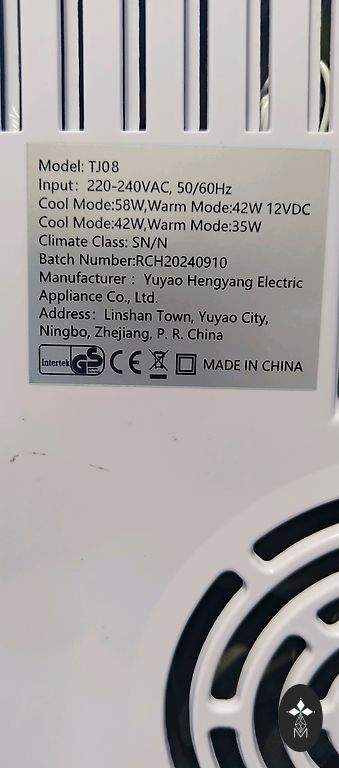 Model: TJ08
Input: 220-240VAC, 50/60Hz
Cool Mode:58W,Warm Mode:42W 12VDC
Cool Mode:42W,Warm Mode:35W
Climate Class: SN/N
Batch Number:RCH20240910
Manufacturer : Yuyao Hengyang Electric
Appliance Co., Ltd.
Address: Linshan Town, Yuyao City,
Ningbo, Zhejiang, P. R. China
Intertek GS CE MADE IN CHINA
M